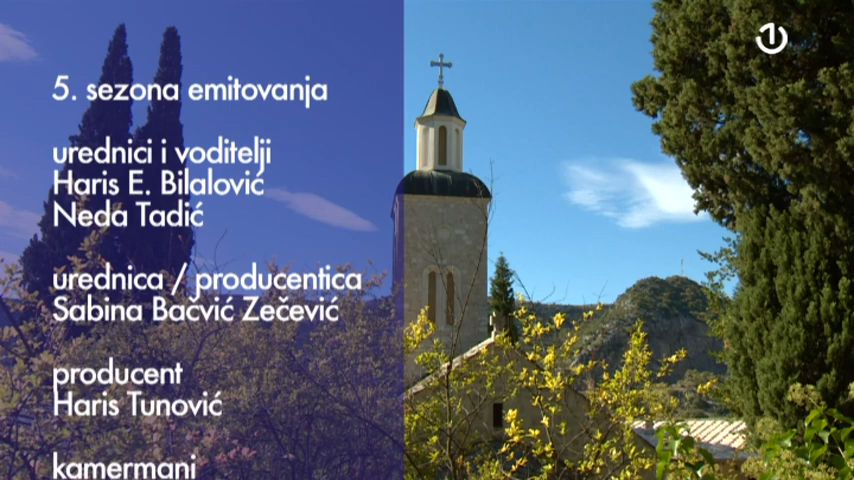 5. sezona emitovanja
urednici i voditelji
Haris E. Bilalović
Neda Tadić
urednica / producentica
Sabina Bačvić Zečević
producent
Haris Tunović
kamermani